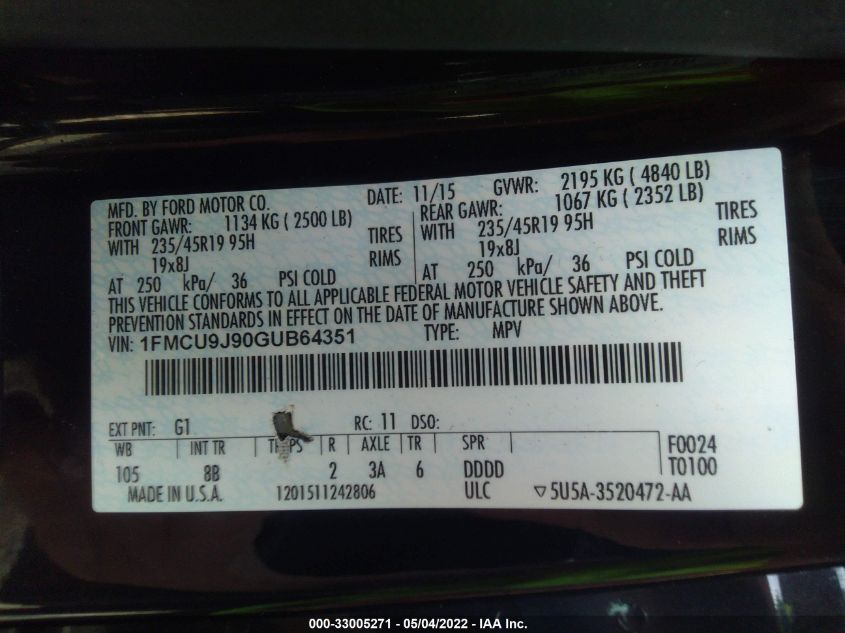 MFD. BY FORD MOTOR CO. DATE: 11/15 GVWR: 2195 KG ( 4840 LB)
FRONT GAWR: 1134 KG ( 2500 LB) REAR GAWR: 1067 KG ( 2352 LB)
WITH 235/45R19 95H TIRES WITH 235/45R19 95H TIRES
19x8J RIMS 19x8J RIMS
AT 250 kPa/ 36 PSI COLD AT 250 kPa/ 36 PSI COLD
THIS VEHICLE CONFORMS TO ALL APPLICABLE FEDERAL MOTOR VEHICLE SAFETY AND THEFT
PREVENTION STANDARDS IN EFFECT ON THE DATE OF MANUFACTURE SHOWN ABOVE.
VIN: 1FMCU9J90GUB64351 TYPE: MPV
EXT PNT: G1 RC: 11 DSO:
WB INT TR R AXLE TR SPR F0024
105 8B 2 3A 6 DDDD T0100
MADE IN U.S.A. 1201511242806 ULC ▽5U5A-3520472-AA
000-33005271 - 05/04/2022 - IAA Inc.